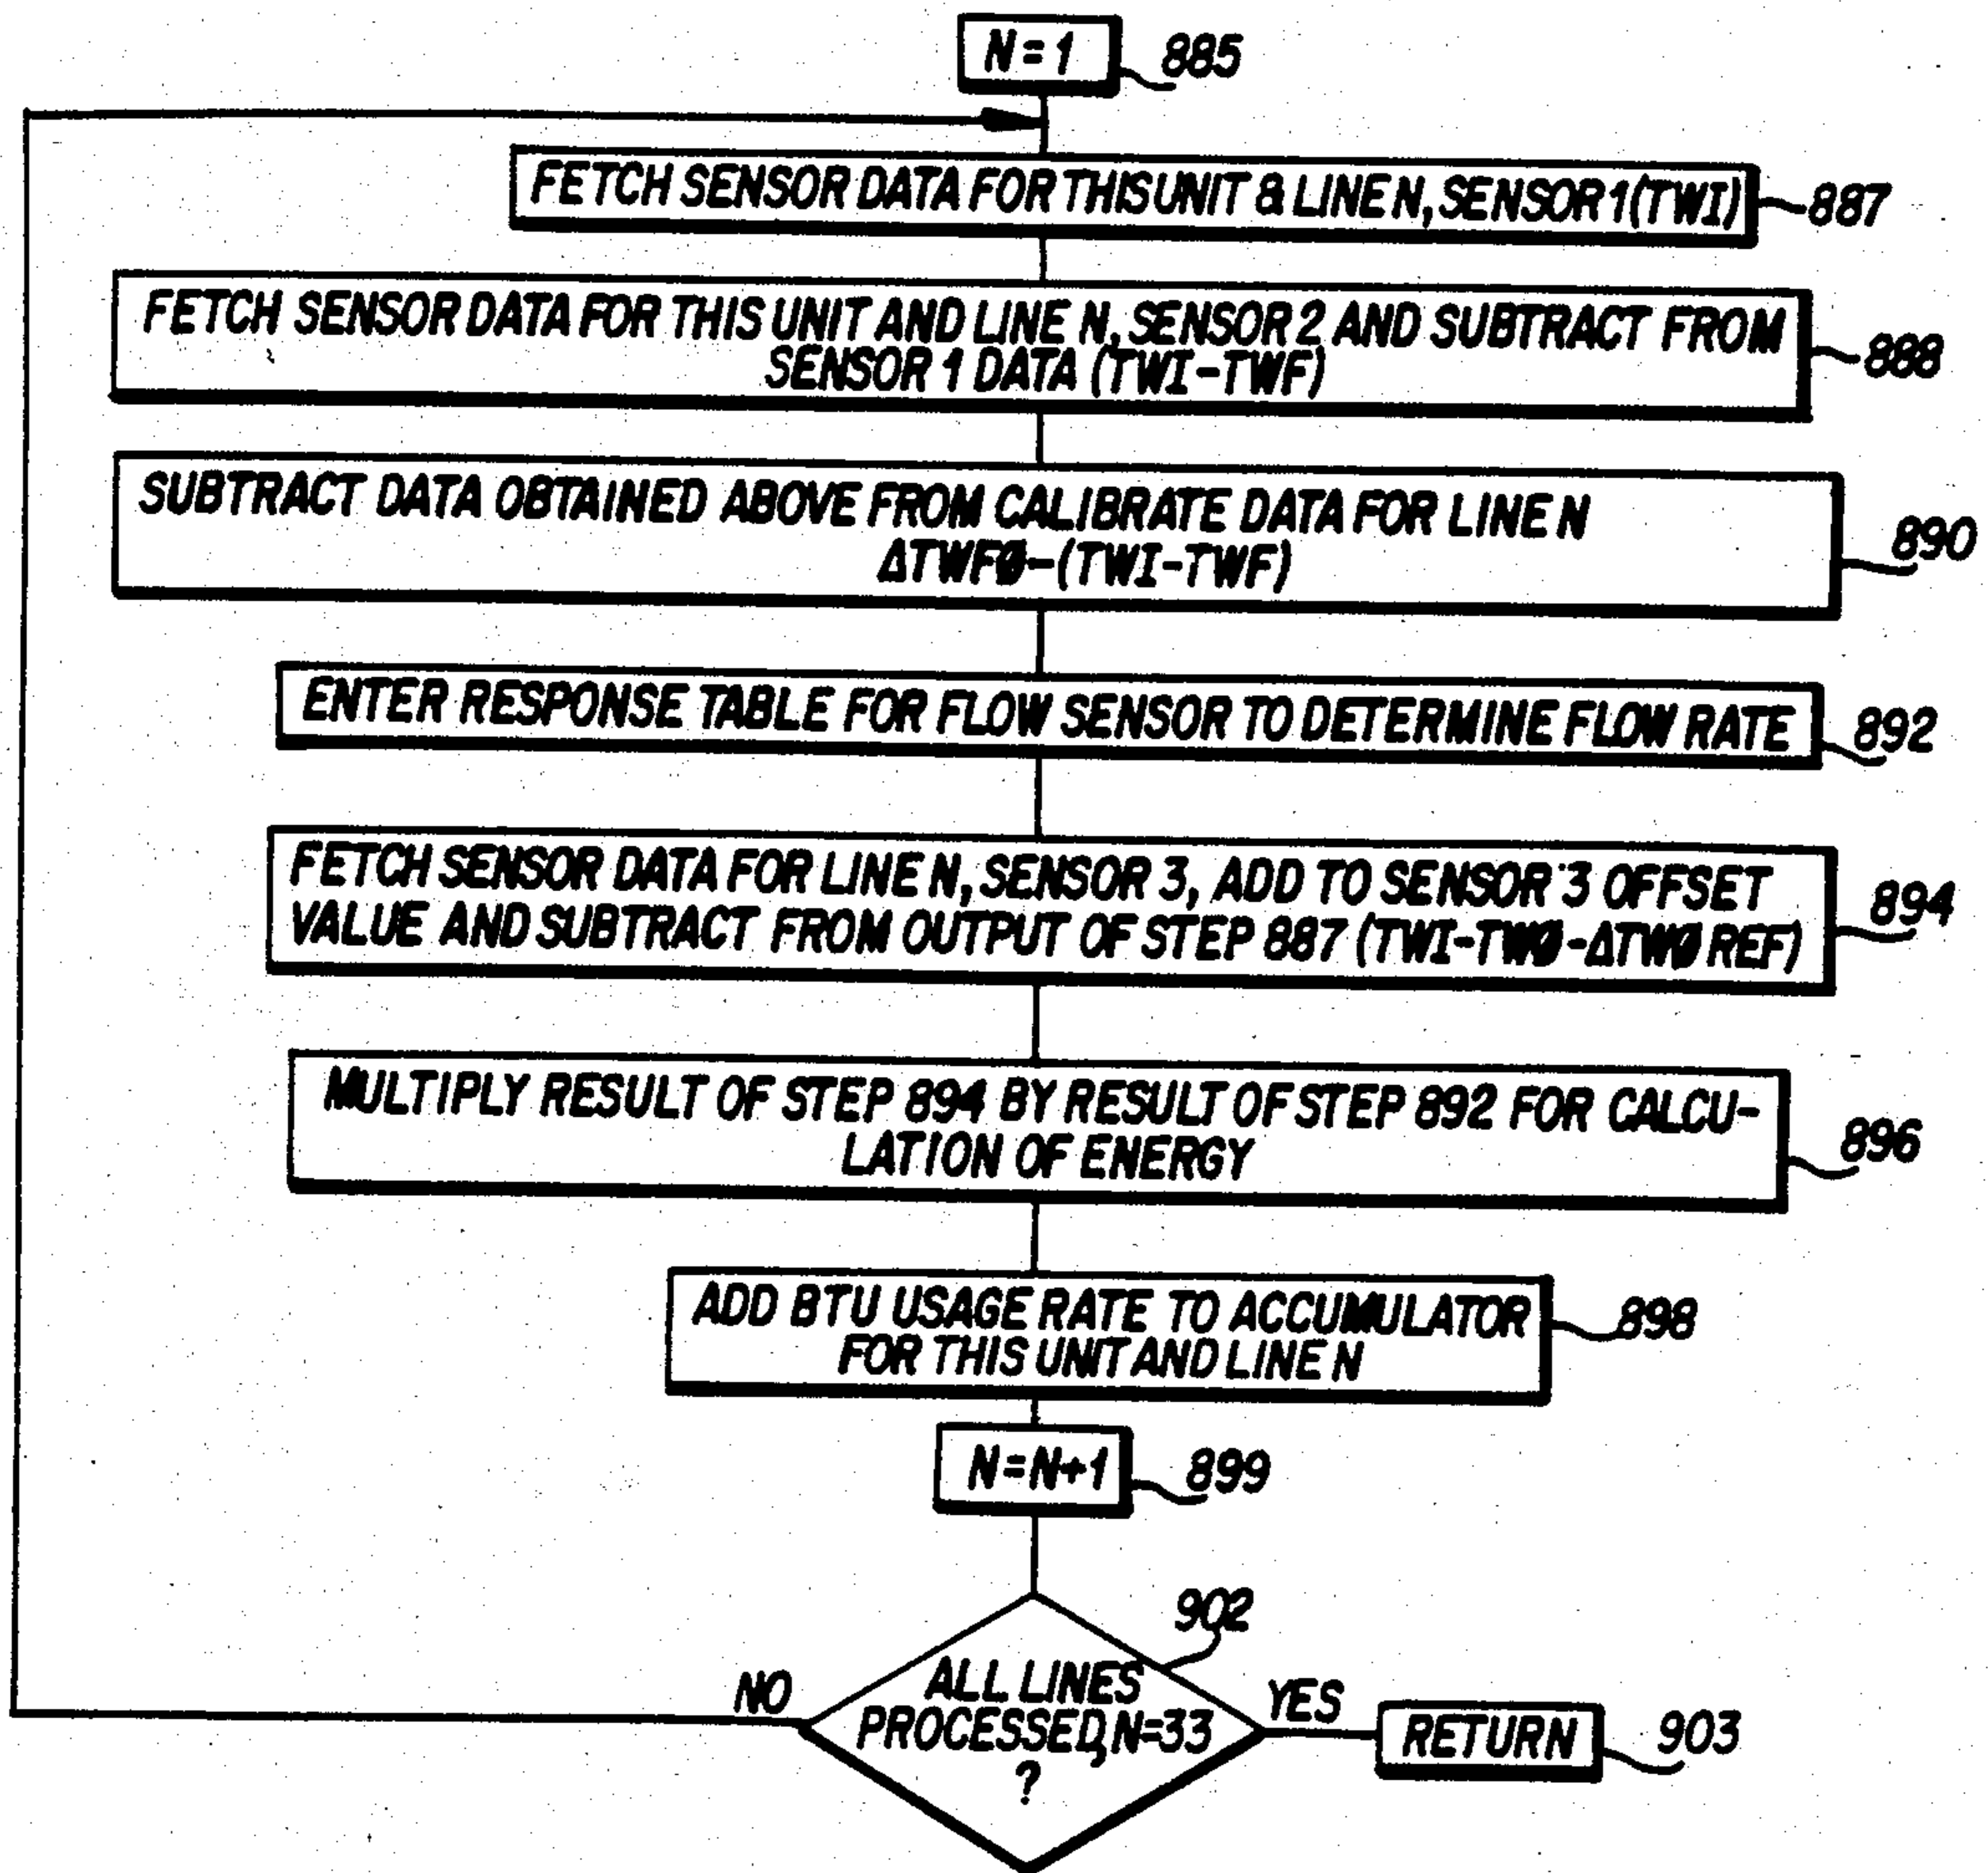 N=1
885
FETCH SENSOR DATA FOR THIS UNIT & LINE N, SENSOR 1 (TWI)
887
FETCH SENSOR DATA FOR THIS UNIT AND LINE N, SENSOR 2 AND SUBTRACT FROM
SENSOR 1 DATA (TWI-TWF)
888
SUBTRACT DATA OBTAINED ABOVE FROM CALIBRATE DATA FOR LINE N
ΔTWFØ-(TWI-TWF)
890
ENTER RESPONSE TABLE FOR FLOW SENSOR TO DETERMINE FLOW RATE
892
FETCH SENSOR DATA FOR LINE N, SENSOR 3, ADD TO SENSOR 3 OFFSET
VALUE AND SUBTRACT FROM OUTPUT OF STEP 887 (TWI-TWØ-ΔTWØ REF)
894
MULTIPLY RESULT OF STEP 894 BY RESULT OF STEP 892 FOR CALCU-
LATION OF ENERGY
896
ADD BTU USAGE RATE TO ACCUMULATOR
FOR THIS UNIT AND LINE N
898
N=N+1
899
902
ALL LINES
PROCESSED, N=33
?
NO
YES
RETURN
903